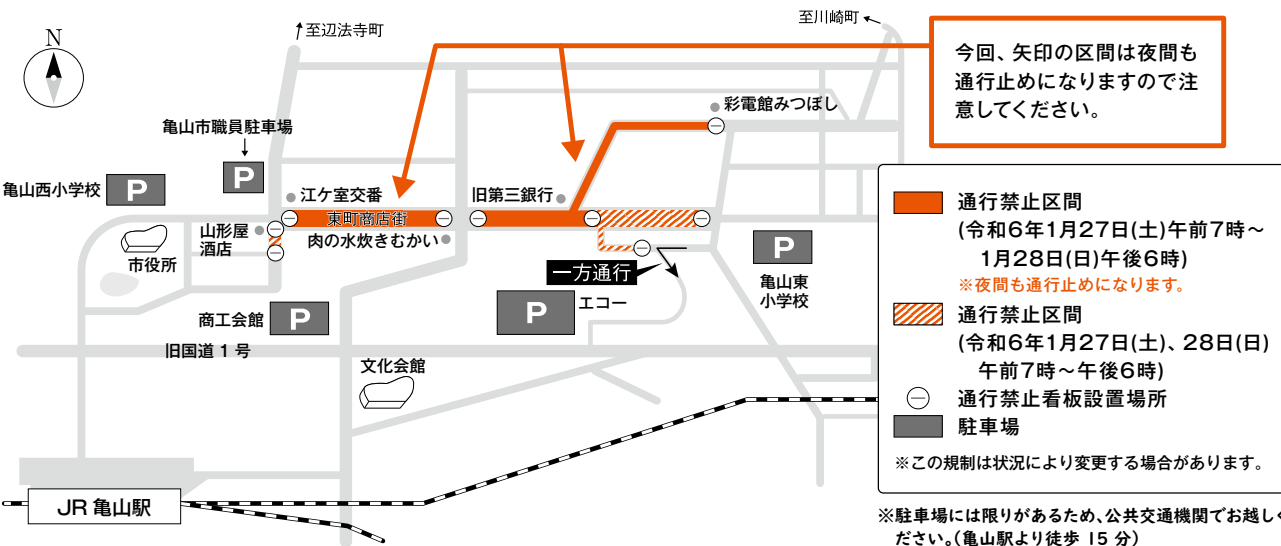 至辺法寺町
至川崎町
N
今回、矢印の区間は夜間も
通行止めになりますので注
意してください。
彩電館みつぼし
亀山市職員駐車場
P
亀山西小学校
P
江ケ室交番
旧第三銀行
東町商店街
山形屋
酒店
肉の水炊きむかい
市役所
一方通行
P
亀山東
小学校
P
エコー
商工会館
P
旧国道 1 号
文化会館
JR 亀山駅
通行禁止区間
(令和6年1月27日(土)午前7時～
1月28日(日)午後6時)
※夜間も通行止めになります。
通行禁止区間
(令和6年1月27日(土)、28日(日)
午前7時～午後6時)
通行禁止看板設置場所
駐車場
※この規制は状況により変更する場合があります。
※駐車場には限りがあるため、公共交通機関でお越しく
ださい。(亀山駅より徒歩 15 分)